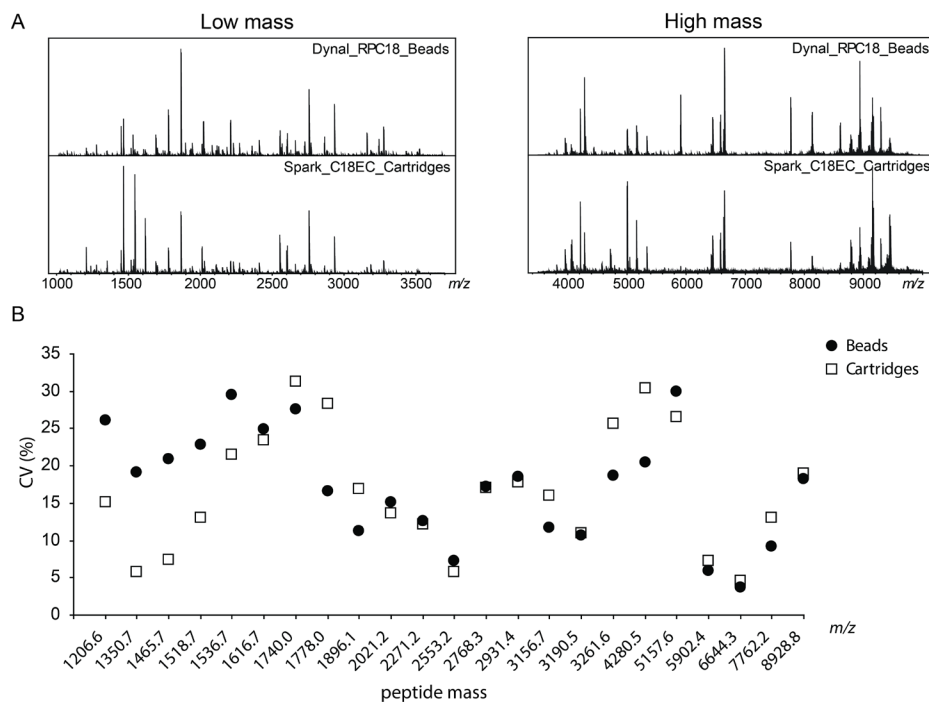 A
Low mass
High mass
Dynal_RPC18_Beads
Dynal_RPC18_Beads
Spark_C18EC_Cartridges
Spark_C18EC_Cartridges
1000 1500 2000 2500 3000 3500 m/z
4000 5000 6000 7000 8000 9000 m/z
B
Beads
Cartridges
CV (%)
35
30
25
20
15
10
5
0
1206.6 1350.7 1465.7 1518.7 1536.7 1616.7 1740.0 1778.0 1896.1 2021.2 2271.2 2553.2 2768.3 2931.4 3156.7 3190.5 3261.6 4280.5 5157.6 5902.4 6644.3 7762.2 8928.8
m/z
peptide mass